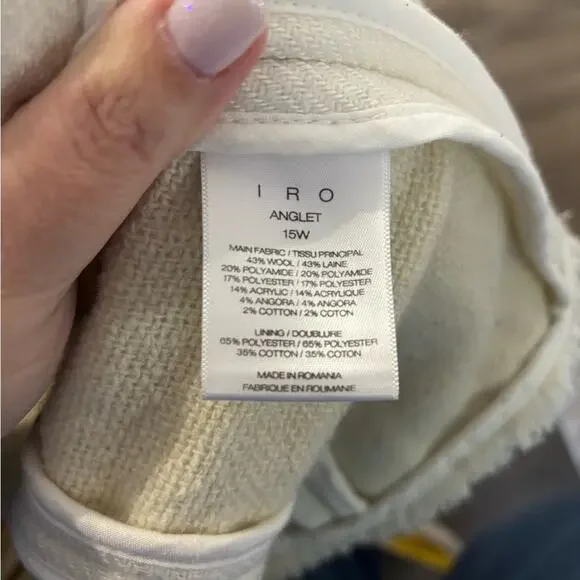 IRO
ANGLET
15W
MAIN FABRIC / TISSU PRINCIPAL
43% WOOL / 43% LAINE
20% POLYAMIDE / 20% POLYAMIDE
17% POLYESTER / 17% POLYESTER
14% ACRYLIC / 14% ACRYLIQUE
4% ANGORA / 4% ANGORA
2% COTTON / 2% COTON
LINING / DOUBLURE
65% POLYESTER / 65% POLYESTER
35% COTTON / 35% COTON
MADE IN ROMANIA
FABRIQUE EN ROUMANIE